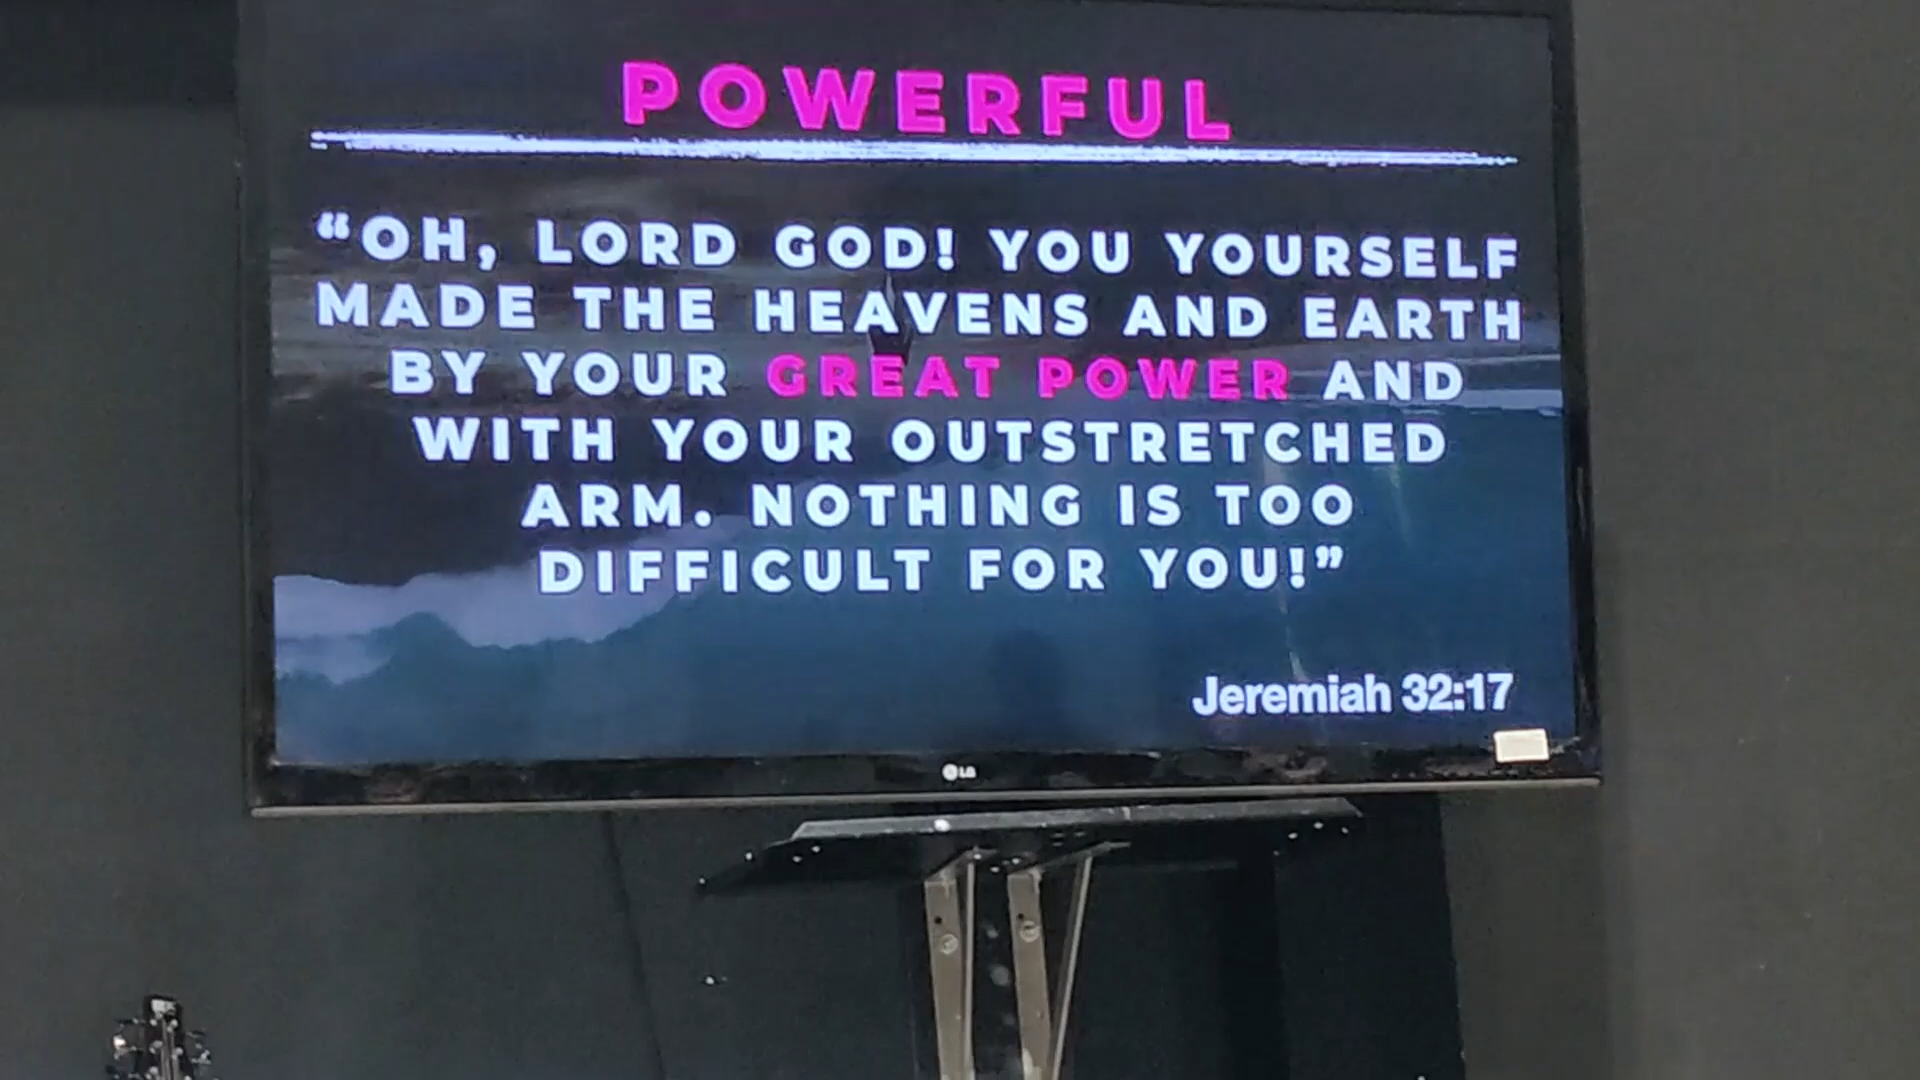 POWERFUL
“OH, LORD GOD! YOU YOURSELF
MADE THE HEAVENS AND EARTH
BY YOUR GREAT POWER AND
WITH YOUR OUTSTRETCHED
ARM. NOTHING IS TOO
DIFFICULT FOR YOU!”
Jeremiah 32:17
LG